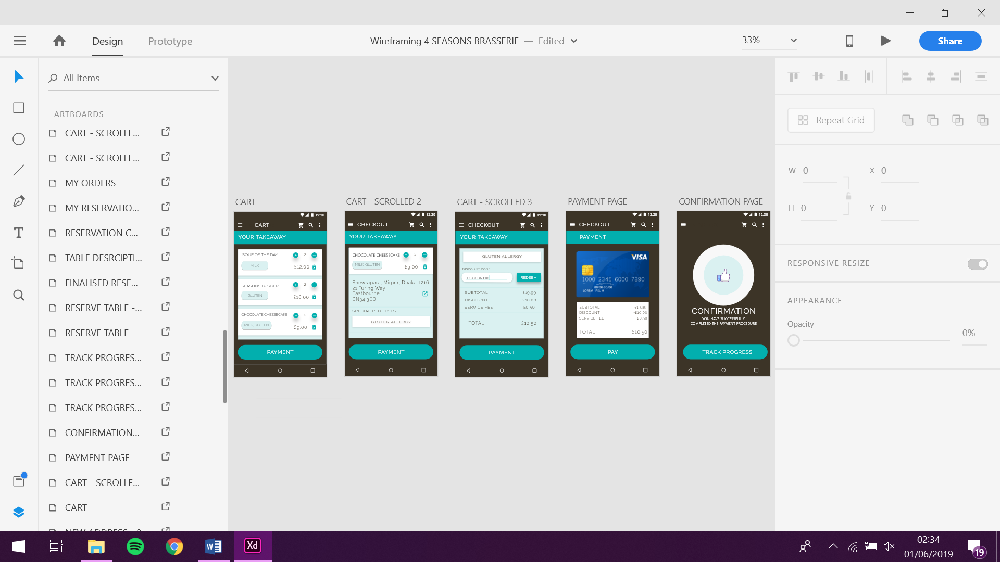 Design
Prototype
Wireframing 4 SEASONS BRASSERIE — Edited
33%
Share
All Items
ARTBOARDS
CART - SCROLLE...
CART - SCROLLE...
MY ORDERS
MY RESERVATIO...
RESERVATION C...
TABLE DESRCIPTI...
FINALISED RESE...
RESERVE TABLE -...
RESERVE TABLE
TRACK PROGRES...
TRACK PROGRES...
TRACK PROGRES...
CONFIRMATION...
PAYMENT PAGE
CART - SCROLLE...
CART
CART
12:30
CART
YOUR TAKEAWAY
SOUP OF THE DAY
2
MILK
£12.00
SEASONS BURGER
2
GLUTEN
£18.00
CHOCOLATE CHEESECAKE
2
MILK GLUTEN
£9.00
PAYMENT
CART - SCROLLED 2
12:30
CHECKOUT
YOUR TAKEAWAY
CHOCOLATE CHEESECAKE
2
MILK GLUTEN
£9.00
Shewrapara, Mirpur, Dhaka-1216
21 Turing Way
Eastbourne
BN34 3ED
SPECIAL REQUESTS
GLUTEN ALLERGY
PAYMENT
CART - SCROLLED 3
12:30
CHECKOUT
YOUR TAKEAWAY
GLUTEN ALLERGY
DISCOUNT CODE
DISCOUNT10
REDEEM
SUBTOTAL £19.99
DISCOUNT -£10.00
SERVICE FEE £0.50
TOTAL £10.50
PAYMENT
PAYMENT PAGE
12:30
CHECKOUT
PAYMENT
VISA
1000 2345 6000 7890
00/00-00/00
LOREM IPSUM
SUBTOTAL £19.99
DISCOUNT -£10.00
SERVICE FEE £0.50
TOTAL £10.50
PAY
CONFIRMATION PAGE
12:30
CONFIRMATION
YOU HAVE SUCCESSFULLY
COMPLETED THE PAYMENT PROCEDURE
TRACK PROGRESS
Repeat Grid
W 0
X 0
H 0
Y 0
RESPONSIVE RESIZE
APPEARANCE
Opacity
0%
Xd
02:34
01/06/2019
19